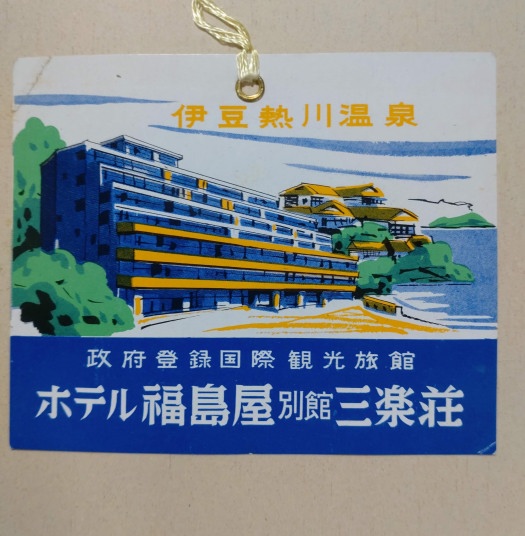 伊豆熱川温泉
政府登録国際観光旅館
ホテル福島屋別館三楽荘